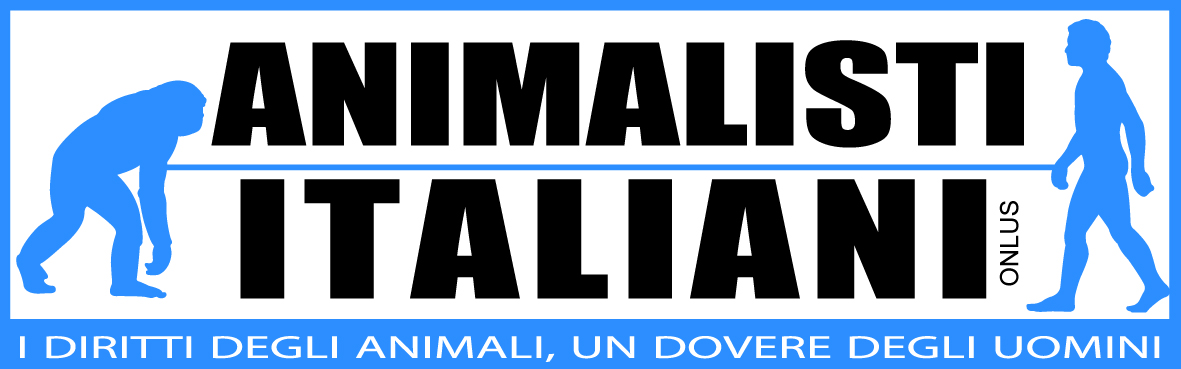 ANIMALISTI
ITALIANI
ONLUS
I DIRITTI DEGLI ANIMALI, UN DOVERE DEGLI UOMINI